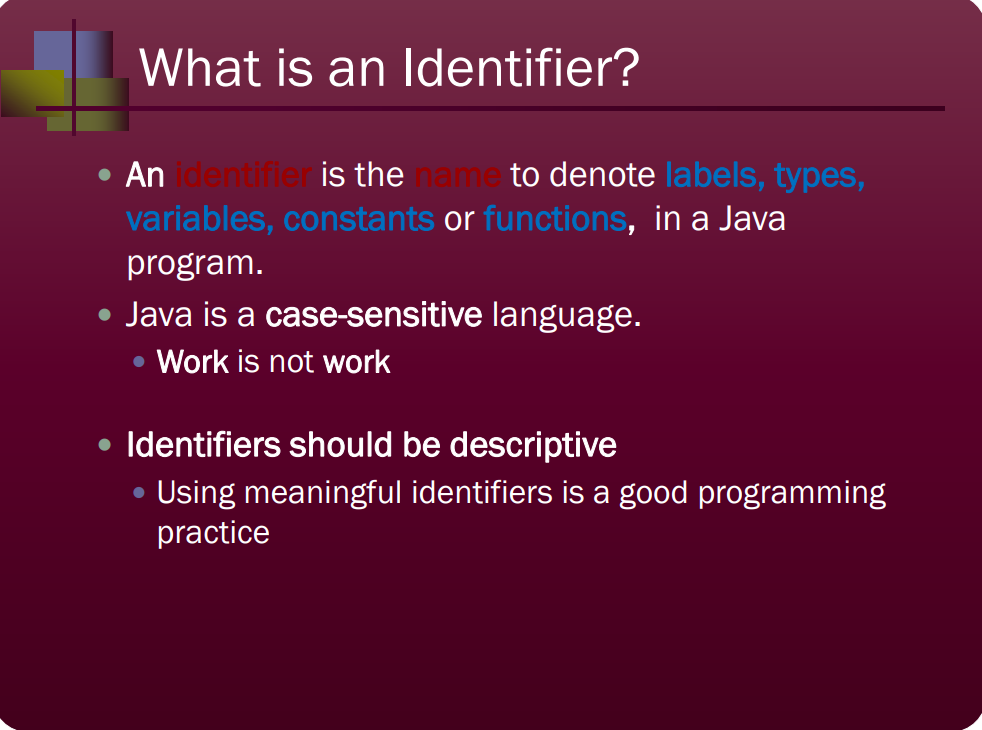 What is an Identifier?
An identifier is the name to denote labels, types,
variables, constants or functions, in a Java
program.
Java is a case-sensitive language.
Work is not work
Identifiers should be descriptive
Using meaningful identifiers is a good programming
practice